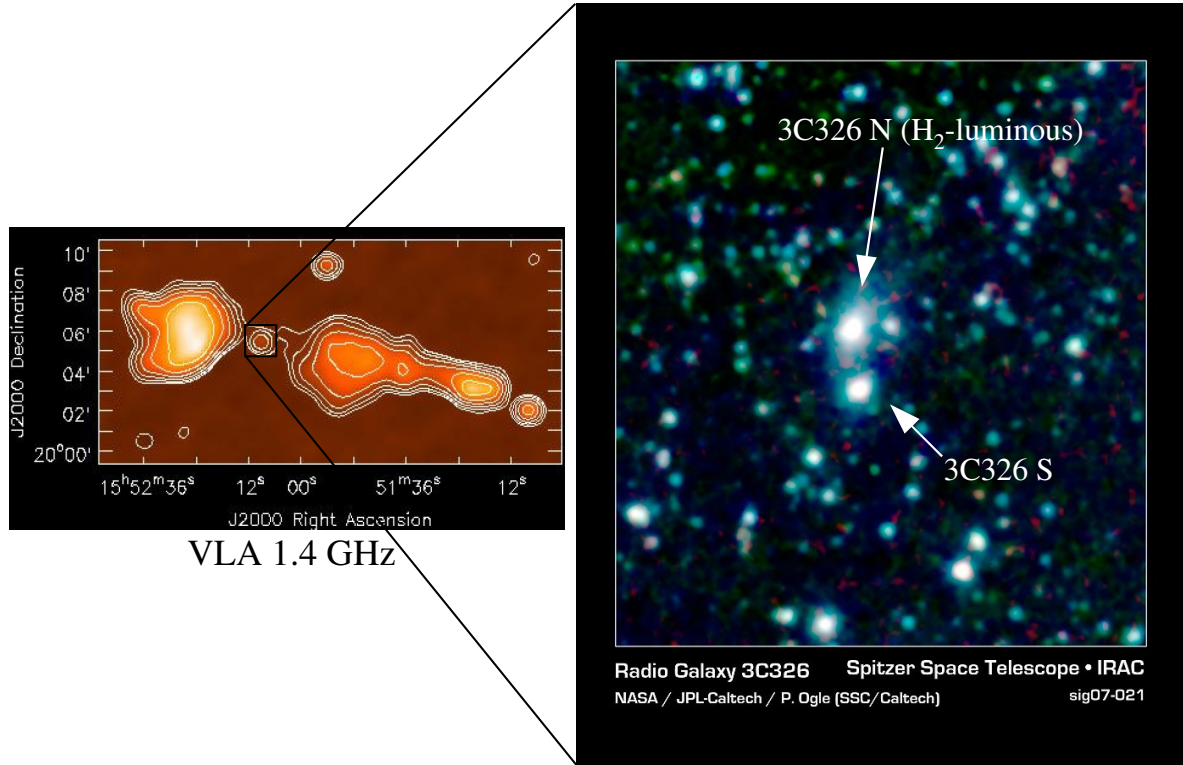 10'
08'
06'
04'
02'
20°00'
J2000 Declination
15ʰ52ᵐ36ˢ 12ˢ 00ˢ 51ᵐ36ˢ 12ˢ
J2000 Right Ascension
VLA 1.4 GHz
3C326 N (H₂-luminous)
3C326 S
Radio Galaxy 3C326 Spitzer Space Telescope • IRAC
NASA / JPL-Caltech / P. Ogle (SSC/Caltech) sig07-021